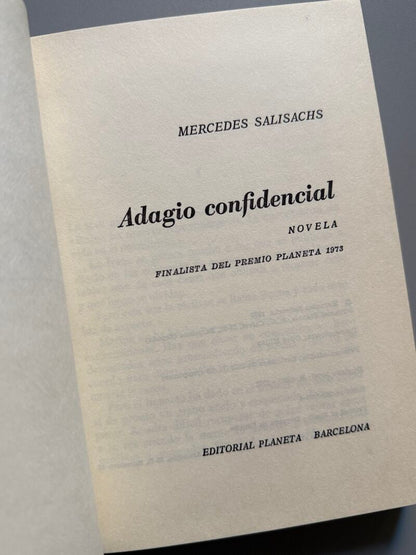 MERCEDES SALISACHS
Adagio confidencial
NOVELA
FINALISTA DEL PREMIO PLANETA 1973
EDITORIAL PLANETA BARCELONA